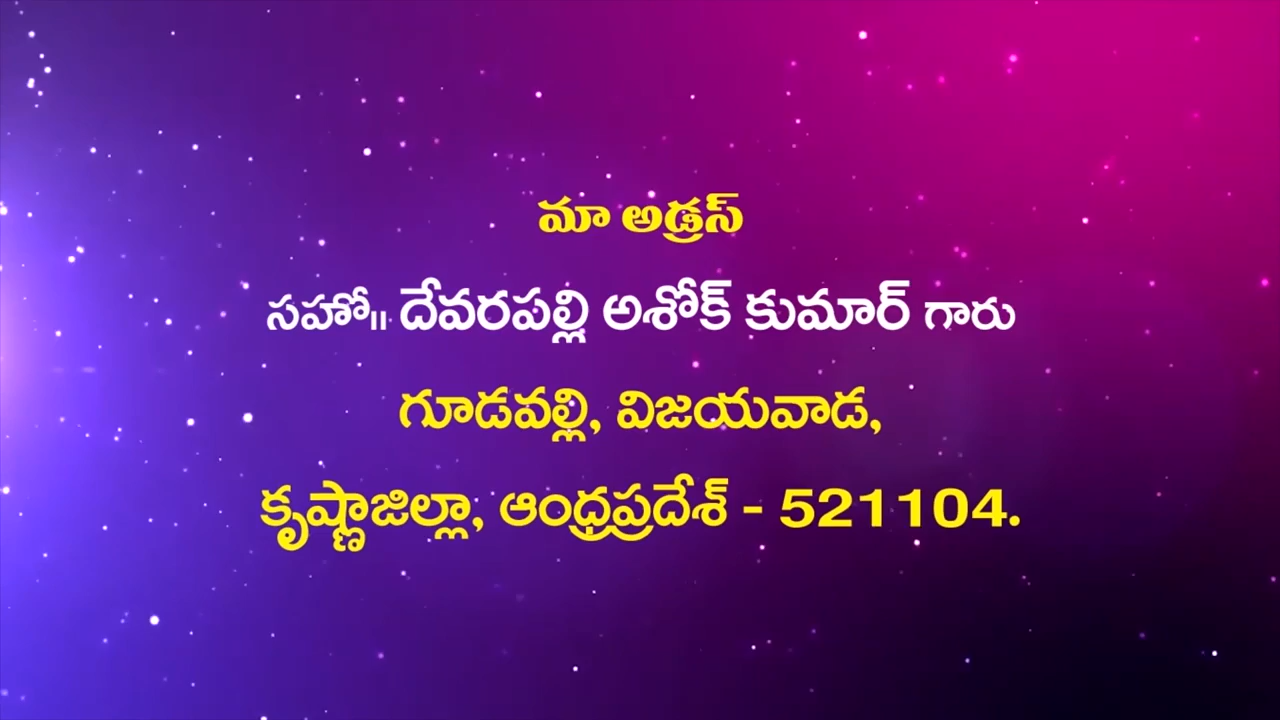 మా అడ్రస్
సహో॥ దేవరపల్లి అశోక్ కుమార్ గారు
గూడవల్లి, విజయవాడ,
కృష్ణాజిల్లా, ఆంధ్రప్రదేశ్ - 521104.